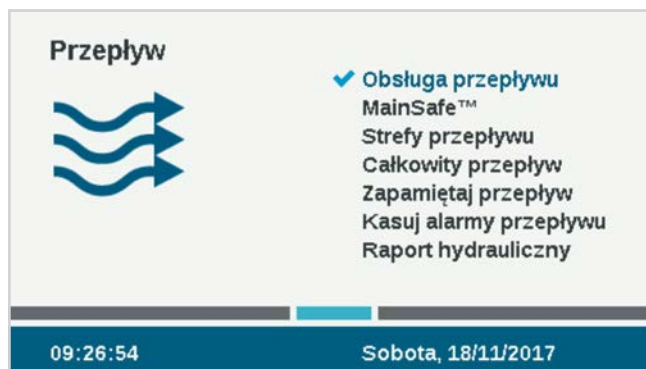 Przepływ
Obsługa przepływu
MainSafe™
Strefy przepływu
Całkowity przepływ
Zapamiętaj przepływ
Kasuj alarmy przepływu
Raport hydrauliczny
09:26:54
Sobota, 18/11/2017